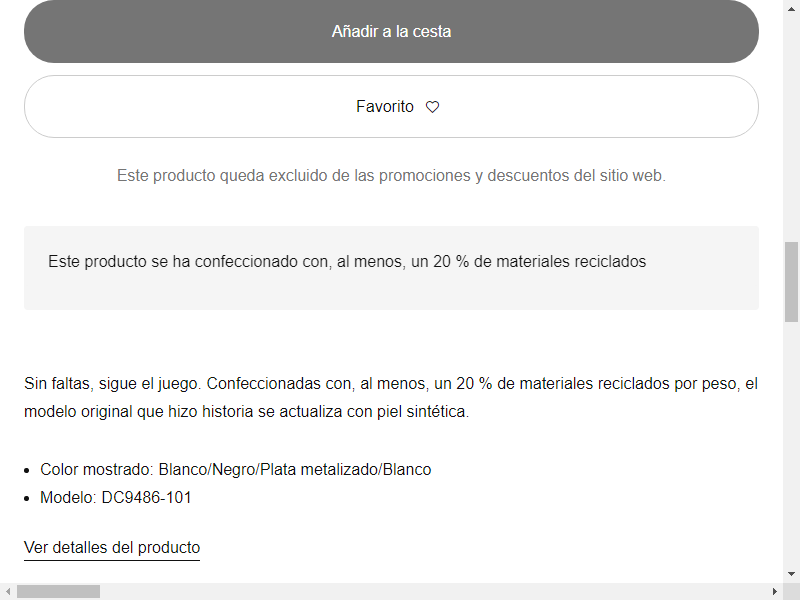 Añadir a la cesta
Favorito
Este producto queda excluido de las promociones y descuentos del sitio web.
Este producto se ha confeccionado con, al menos, un 20 % de materiales reciclados
Sin faltas, sigue el juego. Confeccionadas con, al menos, un 20 % de materiales reciclados por peso, el
modelo original que hizo historia se actualiza con piel sintética.
Color mostrado: Blanco/Negro/Plata metalizado/Blanco
Modelo: DC9486-101
Ver detalles del producto